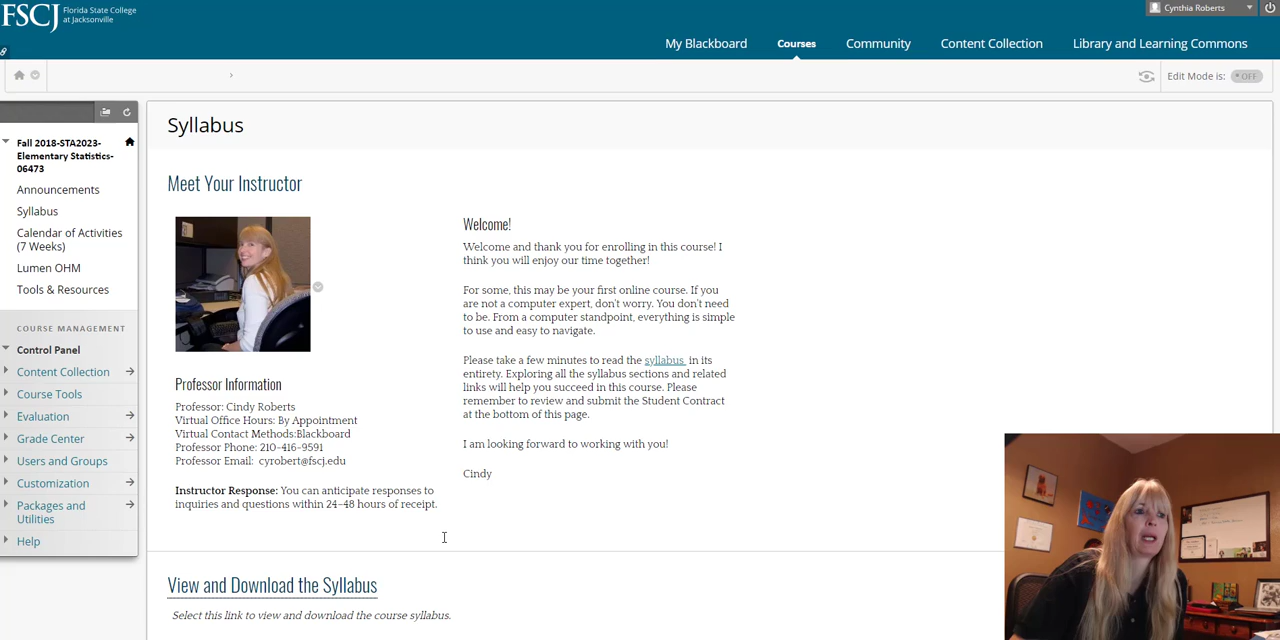 FSCJ
Florida State College
at Jacksonville
Cynthia Roberts
My Blackboard
Courses
Community
Content Collection
Library and Learning Commons
Edit Mode is:
OFF
Fall 2018-STA2023-
Elementary Statistics-
06473
Announcements
Syllabus
Calendar of Activities
(7 Weeks)
Lumen OHM
Tools & Resources
COURSE MANAGEMENT
Control Panel
Content Collection
Course Tools
Evaluation
Grade Center
Users and Groups
Customization
Packages and
Utilities
Help
Syllabus
Meet Your Instructor
Professor Information
Professor: Cindy Roberts
Virtual Office Hours: By Appointment
Virtual Contact Methods:Blackboard
Professor Phone: 210-416-9591
Professor Email: cyrobert@fscj.edu
Instructor Response: You can anticipate responses to
inquiries and questions within 24-48 hours of receipt.
Welcome!
Welcome and thank you for enrolling in this course! I
think you will enjoy our time together!
For some, this may be your first online course. If you
are not a computer expert, don't worry. You don't need
to be. From a computer standpoint, everything is simple
to use and easy to navigate.
Please take a few minutes to read the syllabus in its
entirety. Exploring all the syllabus sections and related
links will help you succeed in this course. Please
remember to review and submit the Student Contract
at the bottom of this page.
I am looking forward to working with you!
Cindy
View and Download the Syllabus
Select this link to view and download the course syllabus.